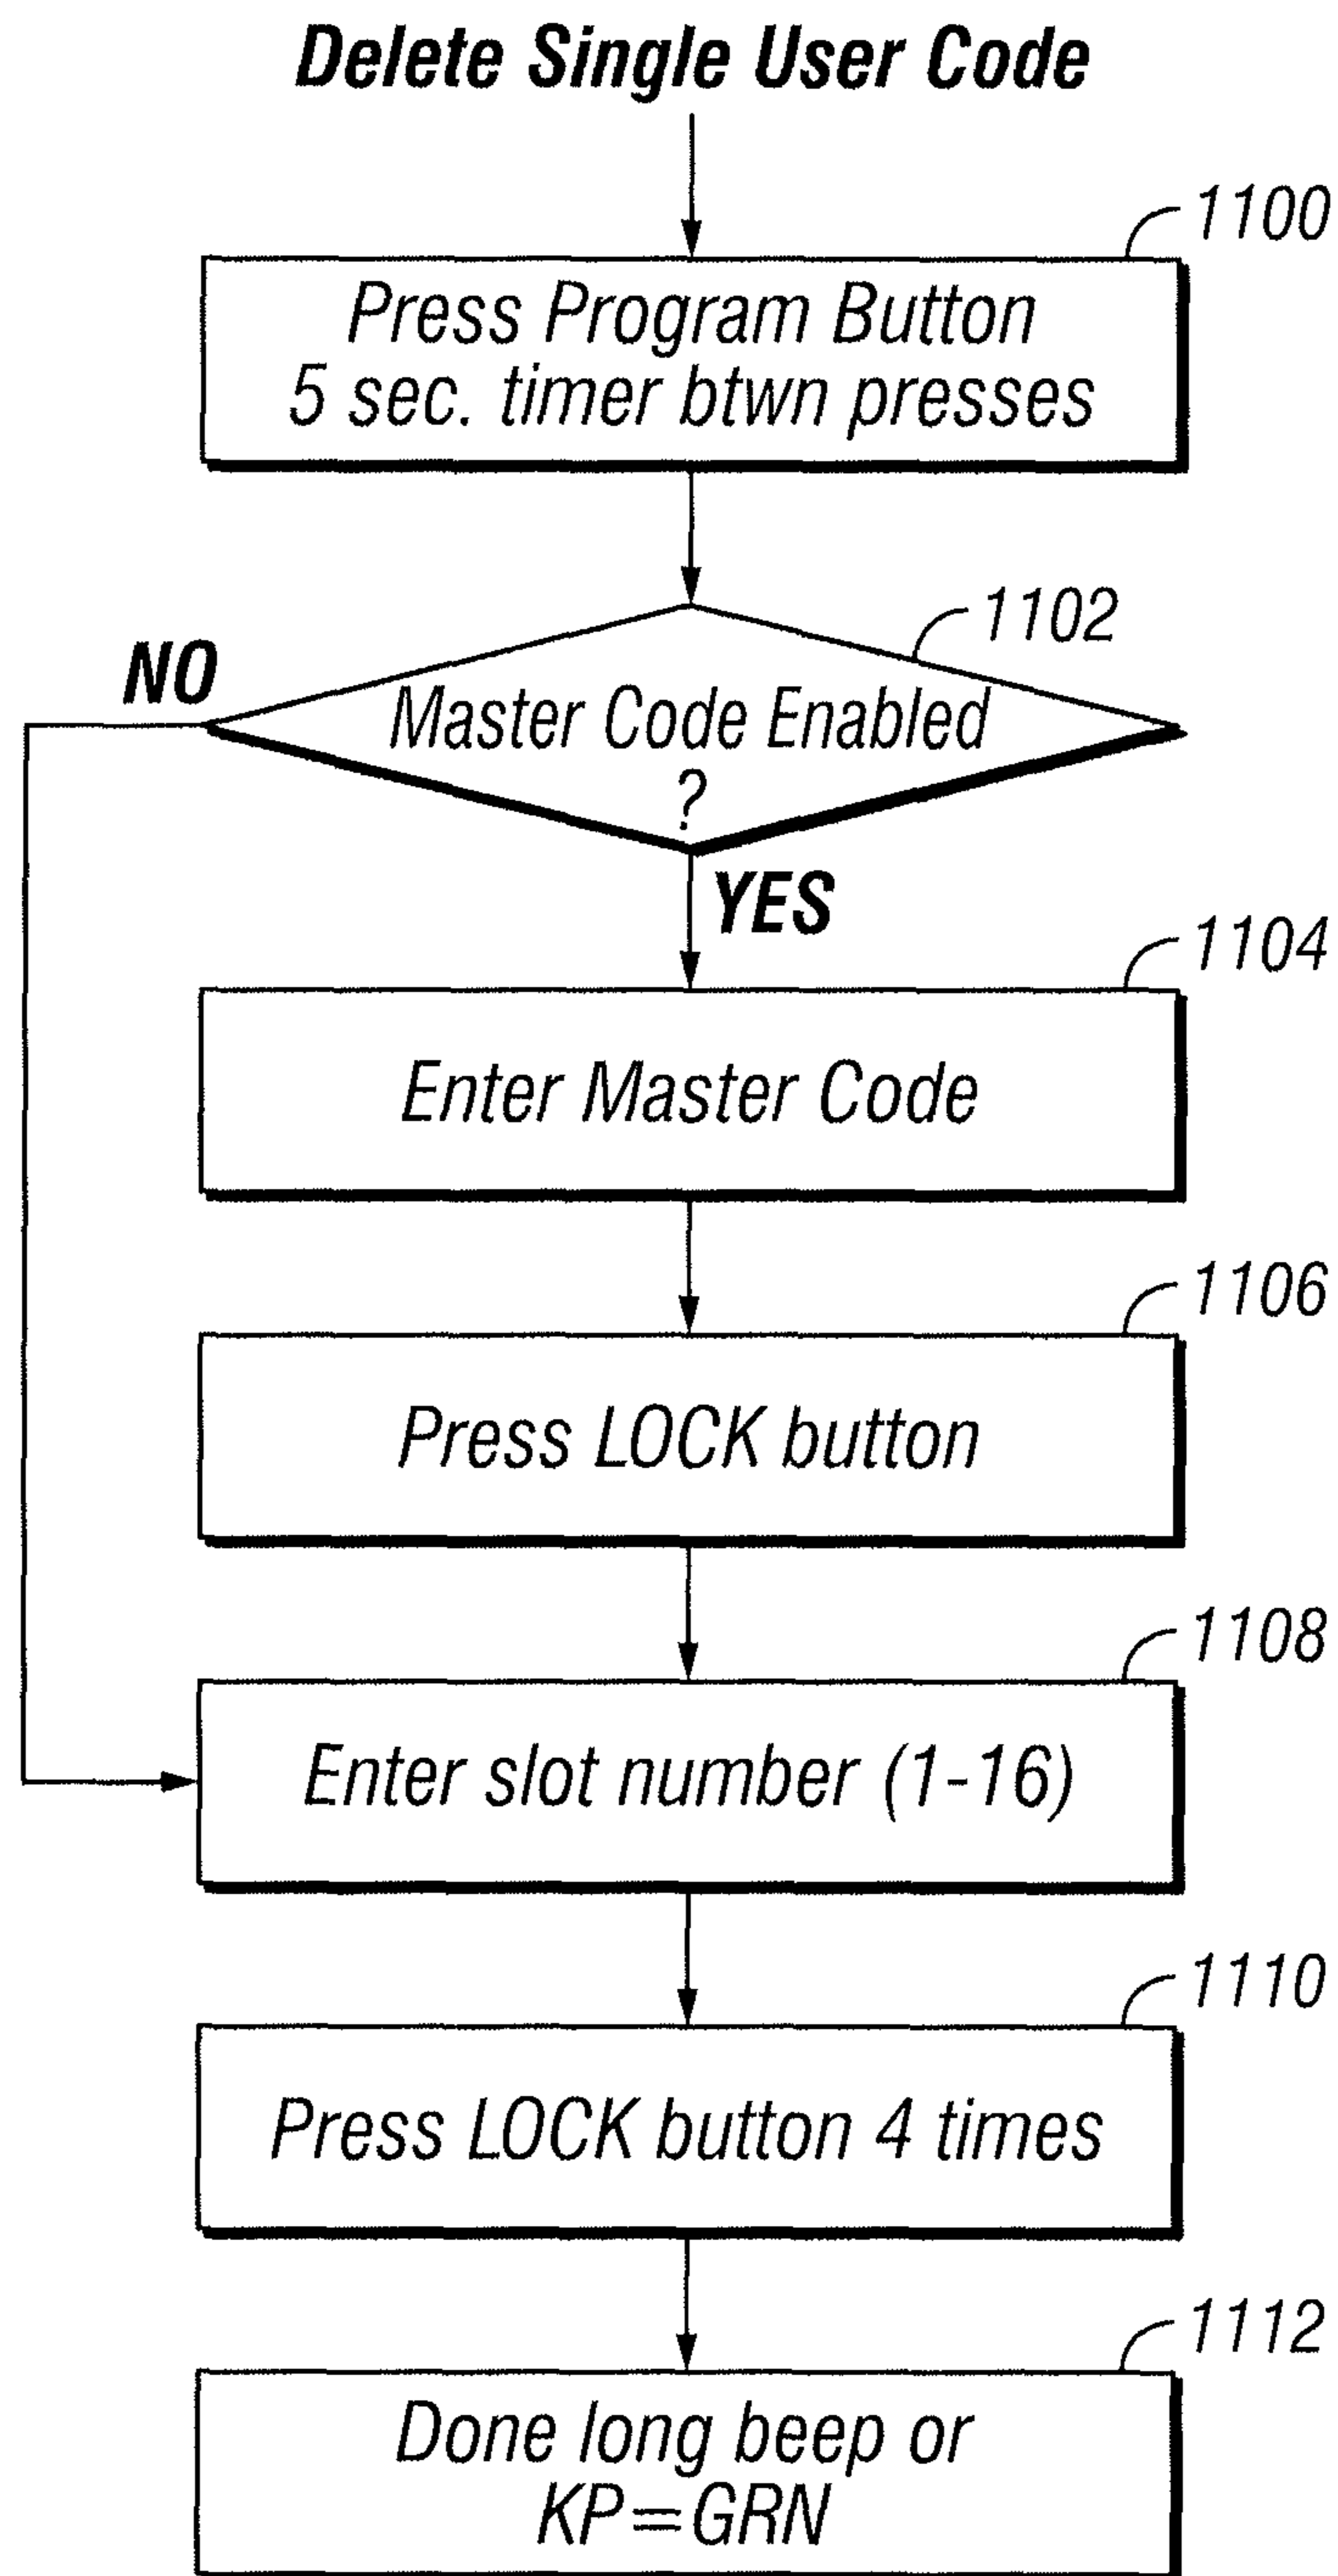 Delete Single User Code
1100
Press Program Button
5 sec. timer btwn presses
1102
NO
Master Code Enabled
?
YES
1104
Enter Master Code
1106
Press LOCK button
1108
Enter slot number (1-16)
1110
Press LOCK button 4 times
1112
Done long beep or
KP=GRN